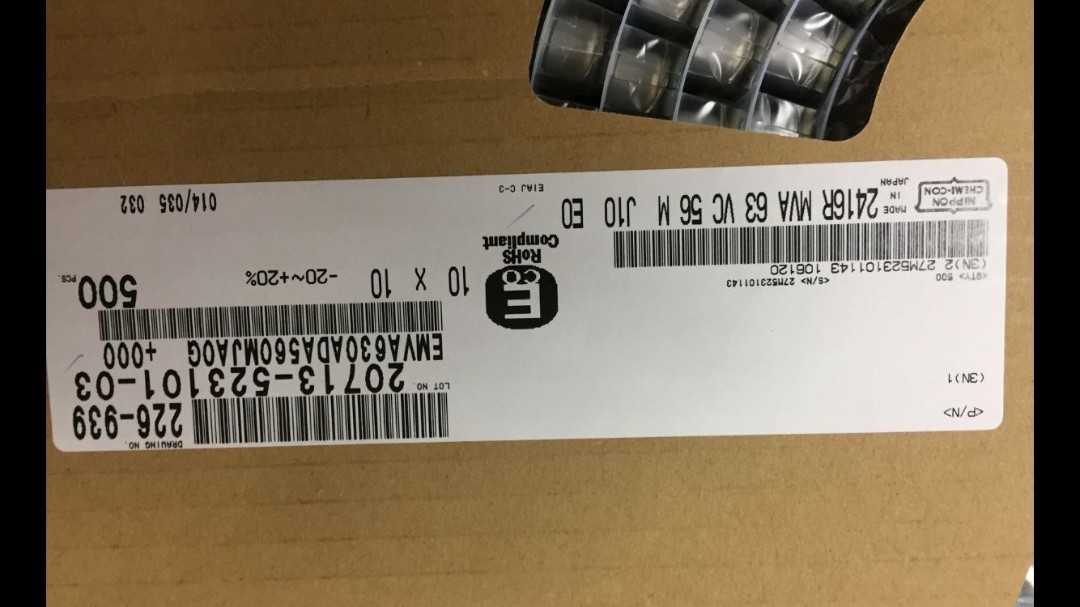 <P/N>
(3N)1
DRAWING NO.
226-939
LOT NO. 20713-523101-03
EMVA630ADA560MJA0G +000
<QTY> 500 <S/N> 27M523101143
(3N)2 27M523101143 106120
E
CO
RoHS
Compliant
10 X 10 -20~+20% 500 PCS.
NIPPON
CHEMI-CON
MADE
IN
JAPAN
2416R MVA 63 VC 56 M J10 E0
EIAJ C-3
014/035 032